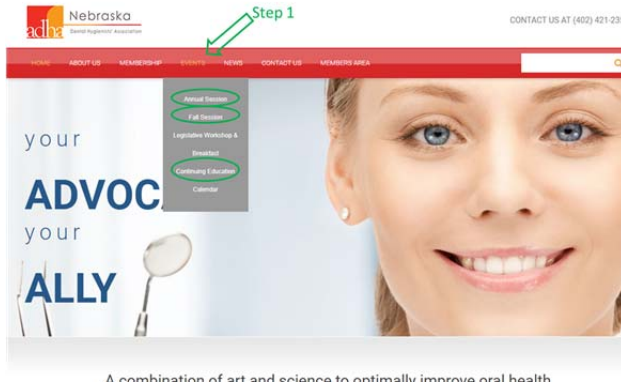 Step 1
adha
Nebraska
Dental Hygienists' Association
CONTACT US AT (402) 421-23
HOME ABOUT US MEMBERSHIP EVENTS NEWS CONTACT US MEMBERS AREA
Annual Session
Fall Session
Legislative Workshop &
Breakfast
Continuing Education
Calendar
your
ADVOC
your
ALLY
A combination of art and science to optimally improve oral health